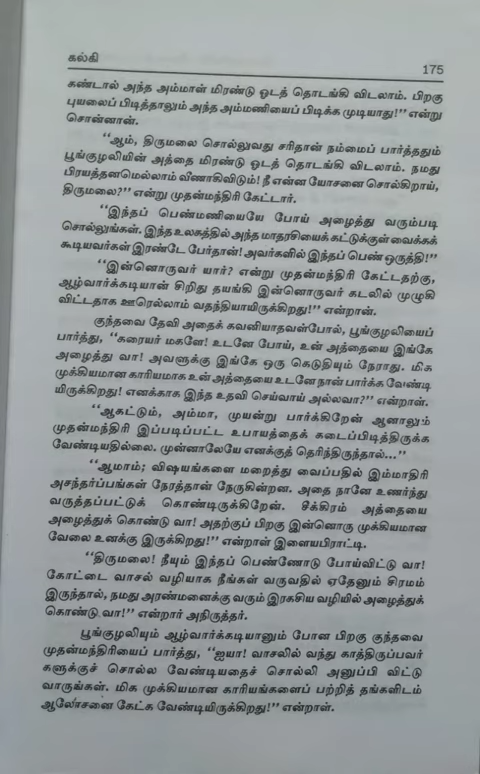 கல்கி
175
கண்டால் அந்த அம்மாள் மிரண்டு ஓடத் தொடங்கி விடலாம். பிறகு
புயலைப் பிடித்தாலும் அந்த அம்மணியைப் பிடிக்க முடியாது!" என்று
சொன்னான்.
"ஆம், திருமலை சொல்லுவது சரிதான் நம்மைப் பார்த்ததும்
பூங்குழலியின் அத்தை மிரண்டு ஓடத் தொடங்கி விடலாம். நமது
பிரயத்தனமெல்லாம் வீணாகிவிடும்! நீ என்ன யோசனை சொல்கிறாய்,
திருமலை?" என்று முதன்மந்திரி கேட்டார்.
"இந்தப் பெண்மணியையே போய் அழைத்து வரும்படி
சொல்லுங்கள். இந்த உலகத்தில் அந்த மாதரசியைக் கட்டுக்குள் வைக்கக்
கூடியவர்கள் இரண்டே பேர்தான்! அவர்களில் இந்தப் பெண் ஒருத்தி!"
"இன்னொருவர் யார்? என்று முதன்மந்திரி கேட்டதற்கு,
ஆழ்வார்க்கடியான் சிறிது தயங்கி இன்னொருவர் கடலில் முழுகி
விட்டதாக ஊரெல்லாம் வதந்தியாயிருக்கிறது!" என்றான்.
குந்தவை தேவி அதைக் கவனியாதவள்போல், பூங்குழலியைப்
பார்த்து, "கரையர் மகளே! உடனே போய், உன் அத்தையை இங்கே
அழைத்து வா! அவளுக்கு இங்கே ஒரு கெடுதியும் நேராது. மிக
முக்கியமான காரியமாக உன் அத்தையை உடனே நான் பார்க்க வேண்டி
யிருக்கிறது! எனக்காக இந்த உதவி செய்வாய் அல்லவா?" என்றாள்.
"ஆகட்டும், அம்மா, முயன்று பார்க்கிறேன் ஆனாலும்
முதன்மந்திரி இப்படிப்பட்ட உபாயத்தைக் கடைப்பிடித்திருக்க
வேண்டியதில்லை. முன்னாலேயே எனக்குத் தெரிந்திருந்தால்..."
"ஆமாம்; விஷயங்களை மறைத்து வைப்பதில் இம்மாதிரி
அசந்தர்ப்பங்கள் நேரத்தான் நேருகின்றன. அதை நானே உணர்ந்து
வருத்தப்பட்டுக் கொண்டிருக்கிறேன். சீக்கிரம் அத்தையை
அழைத்துக் கொண்டு வா! அதற்குப் பிறகு இன்னொரு முக்கியமான
வேலை உனக்கு இருக்கிறது!" என்றாள் இளையபிராட்டி.
"திருமலை! நீயும் இந்தப் பெண்ணோடு போய்விட்டு வா!
கோட்டை வாசல் வழியாக நீங்கள் வருவதில் ஏதேனும் சிரமம்
இருந்தால், நமது அரண்மனைக்கு வரும் இரகசிய வழியில் அழைத்துக்
கொண்டு வா!" என்றார் அநிருத்தர்.
பூங்குழலியும் ஆழ்வார்க்கடியானும் போன பிறகு குந்தவை
முதன்மந்திரியைப் பார்த்து, "ஐயா! வாசலில் வந்து காத்திருப்பவர்
களுக்குச் சொல்ல வேண்டியதைச் சொல்லி அனுப்பி விட்டு
வாருங்கள். மிக முக்கியமான காரியங்களைப் பற்றித் தங்களிடம்
ஆலோசனை கேட்க வேண்டியிருக்கிறது!" என்றாள்.